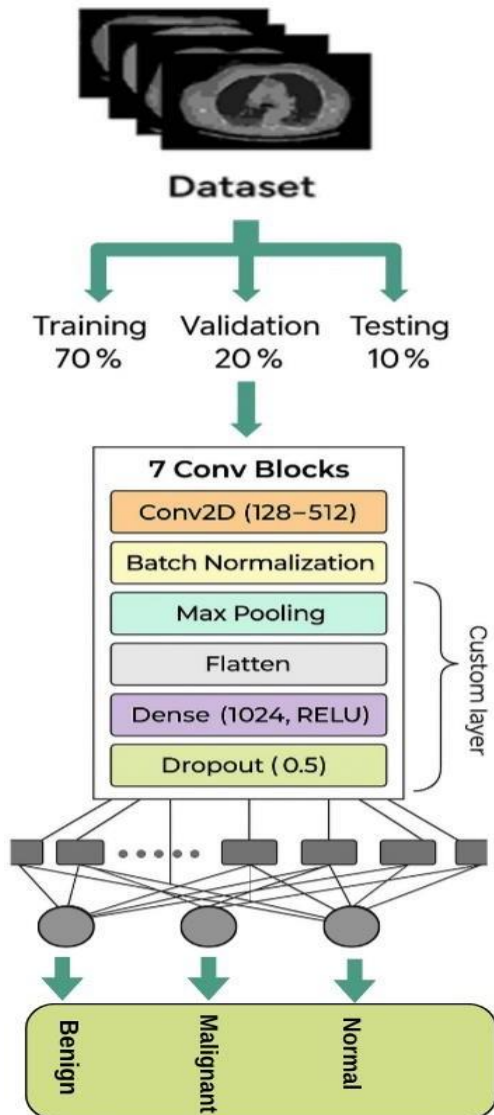 Dataset
Training Validation Testing
70 % 20 % 10 %
7 Conv Blocks
Conv2D (128–512)
Batch Normalization
Max Pooling
Flatten
Dense (1024, RELU)
Dropout (0.5)
Custom layer
Benign
Malignant
Normal